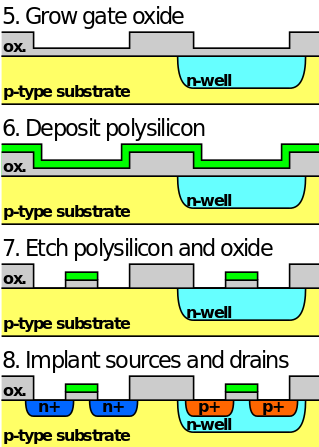 5. Grow gate oxide
ox.
n-well
p-type substrate
6. Deposit polysilicon
ox.
n-well
p-type substrate
7. Etch polysilicon and oxide
ox.
n-well
p-type substrate
8. Implant sources and drains
ox.
n+ n+ p+ p+
n-well
p-type substrate